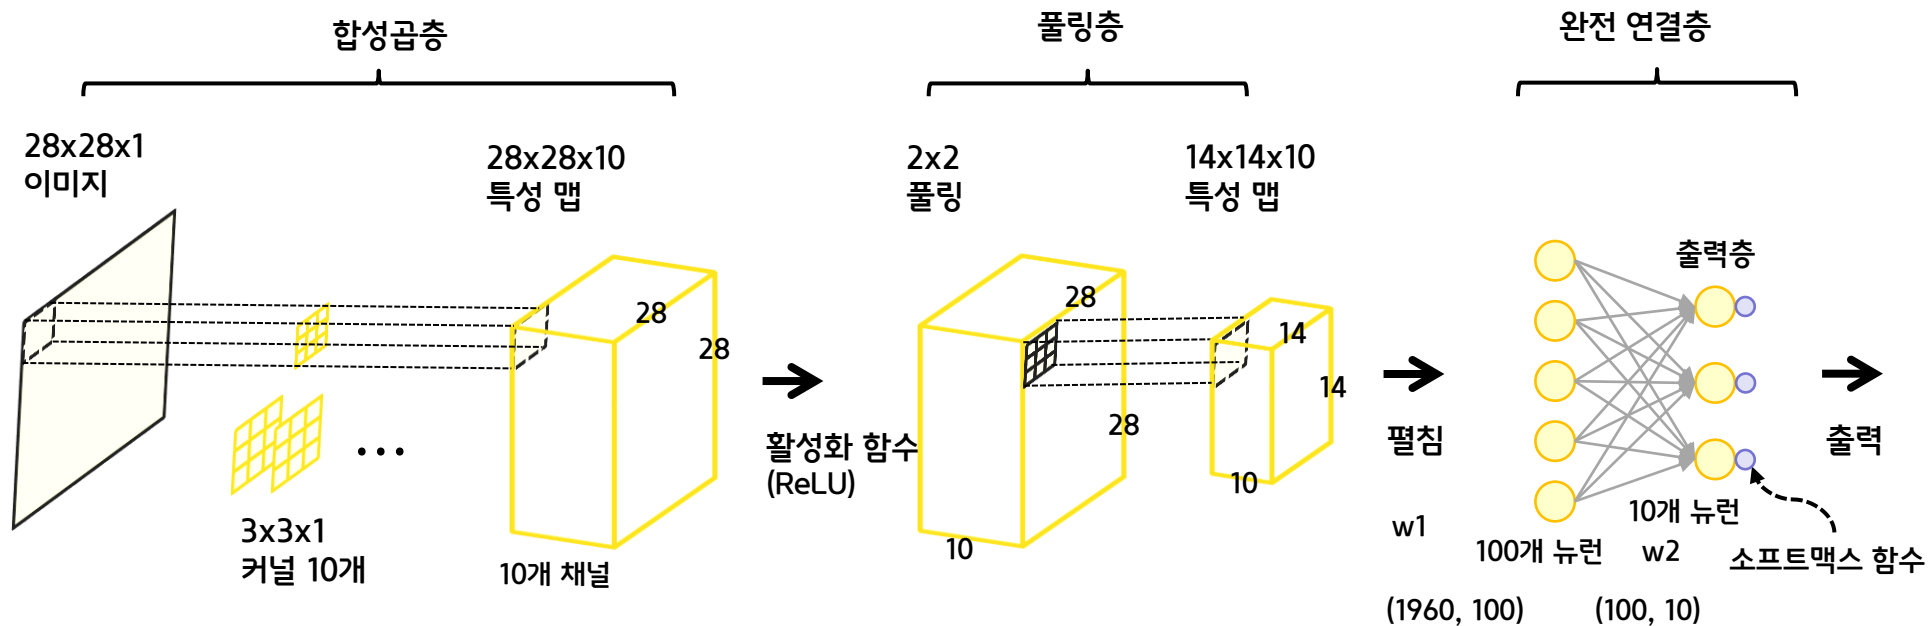 합성곱층
풀링층
완전 연결층
28x28x1
이미지
28x28x10
특성 맵
2x2
풀링
14x14x10
특성 맵
출력층
28
28
28
28
14
14
활성화 함수
(ReLU)
펼침
출력
10
10
3x3x1
커널 10개
10개 채널
w1
100개 뉴런
10개 뉴런
w2
소프트맥스 함수
(1960, 100)
(100, 10)